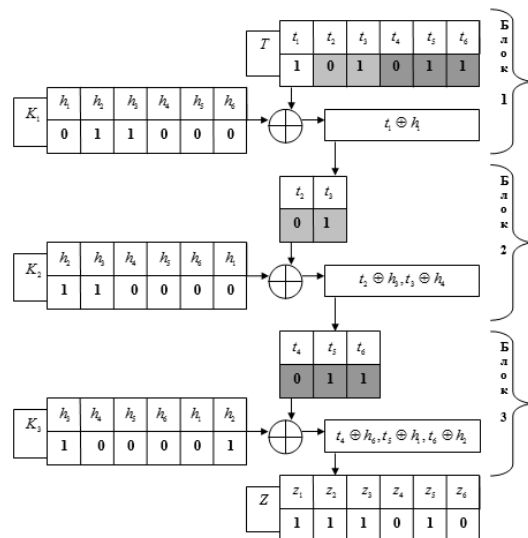 T t₁ t₂ t₃ t₄ t₅ t₆
1 0 1 0 1 1
Блок 1
K₁ h₁ h₂ h₃ h₄ h₅ h₆
0 1 1 0 0 0
t₁ ⊕ h₁
t₂ t₃
0 1
Блок 2
K₂ h₂ h₃ h₄ h₅ h₆ h₁
1 1 0 0 0 0
t₂ ⊕ h₃, t₃ ⊕ h₄
t₄ t₅ t₆
0 1 1
Блок 3
K₃ h₃ h₄ h₅ h₆ h₁ h₂
1 0 0 0 0 1
t₄ ⊕ h₆, t₅ ⊕ h₁, t₆ ⊕ h₂
Z z₁ z₂ z₃ z₄ z₅ z₆
1 1 1 0 1 0